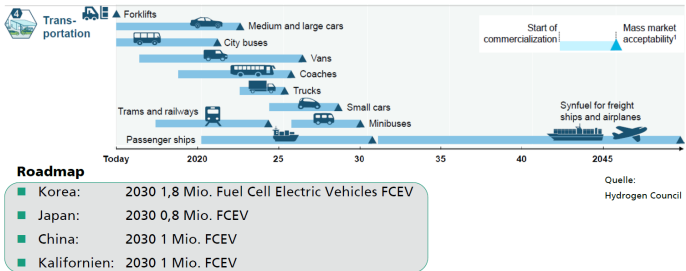 4
Trans-
portation
Forklifts
Medium and large cars
City buses
Vans
Coaches
Trucks
Small cars
Trams and railways
Minibuses
Passenger ships
Synfuel for freight
ships and airplanes
Start of
commercialization
Mass market
acceptability¹
Today 2020 25 30 35 40 2045
Roadmap
Korea: 2030 1,8 Mio. Fuel Cell Electric Vehicles FCEV
Japan: 2030 0,8 Mio. FCEV
China: 2030 1 Mio. FCEV
Kalifornien: 2030 1 Mio. FCEV
Quelle:
Hydrogen Council